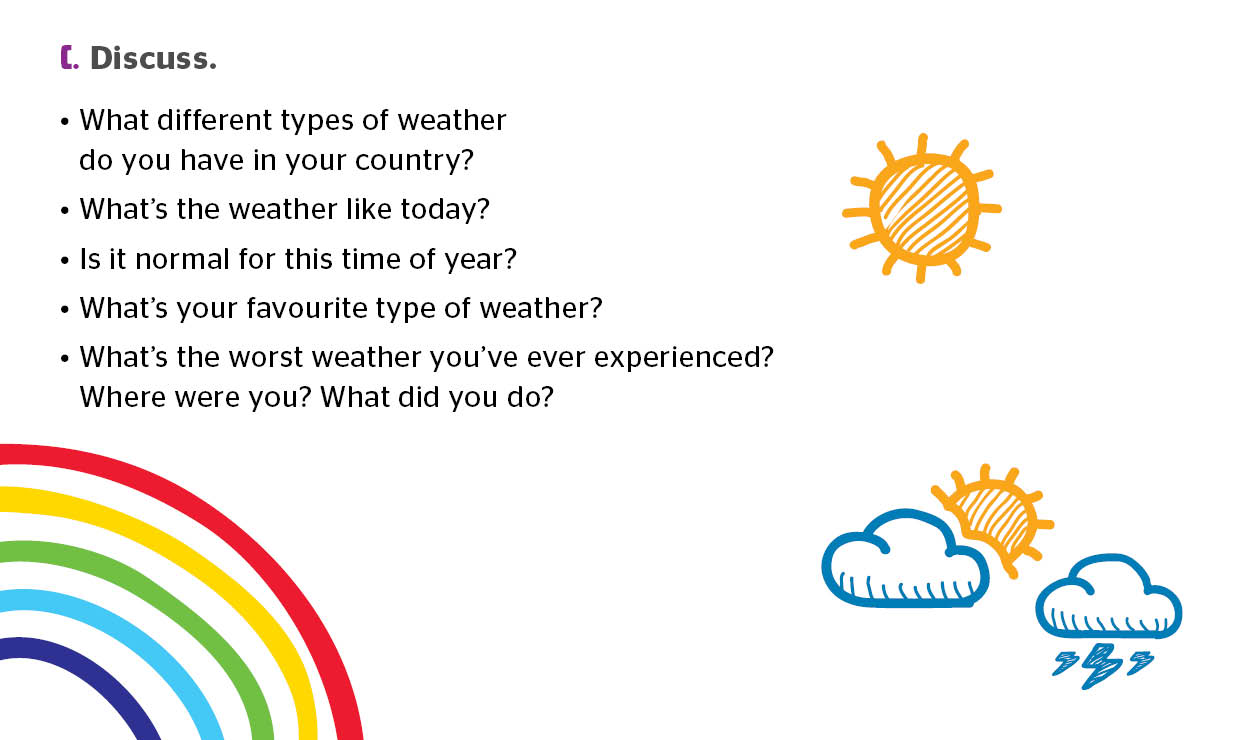 C. Discuss.
• What different types of weather
do you have in your country?
• What’s the weather like today?
• Is it normal for this time of year?
• What’s your favourite type of weather?
• What’s the worst weather you’ve ever experienced?
Where were you? What did you do?